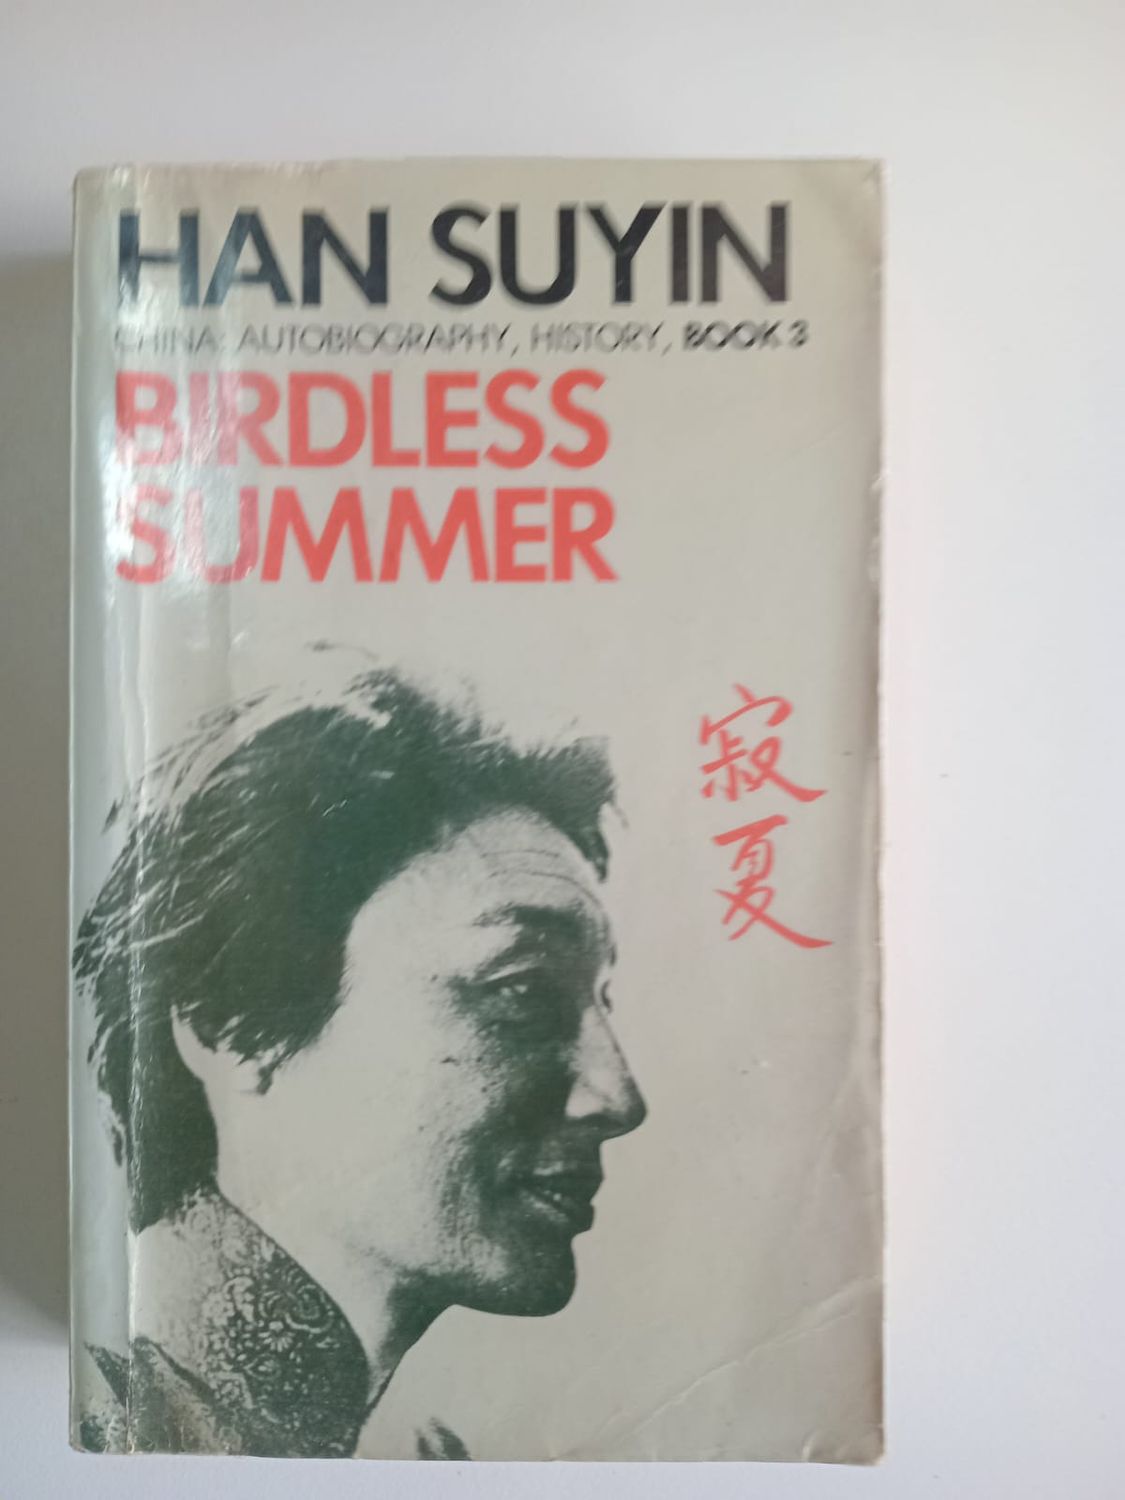 HAN SUYIN
CHINA: AUTOBIOGRAPHY, HISTORY, BOOK 3
BIRDLESS
SUMMER
寂
夏